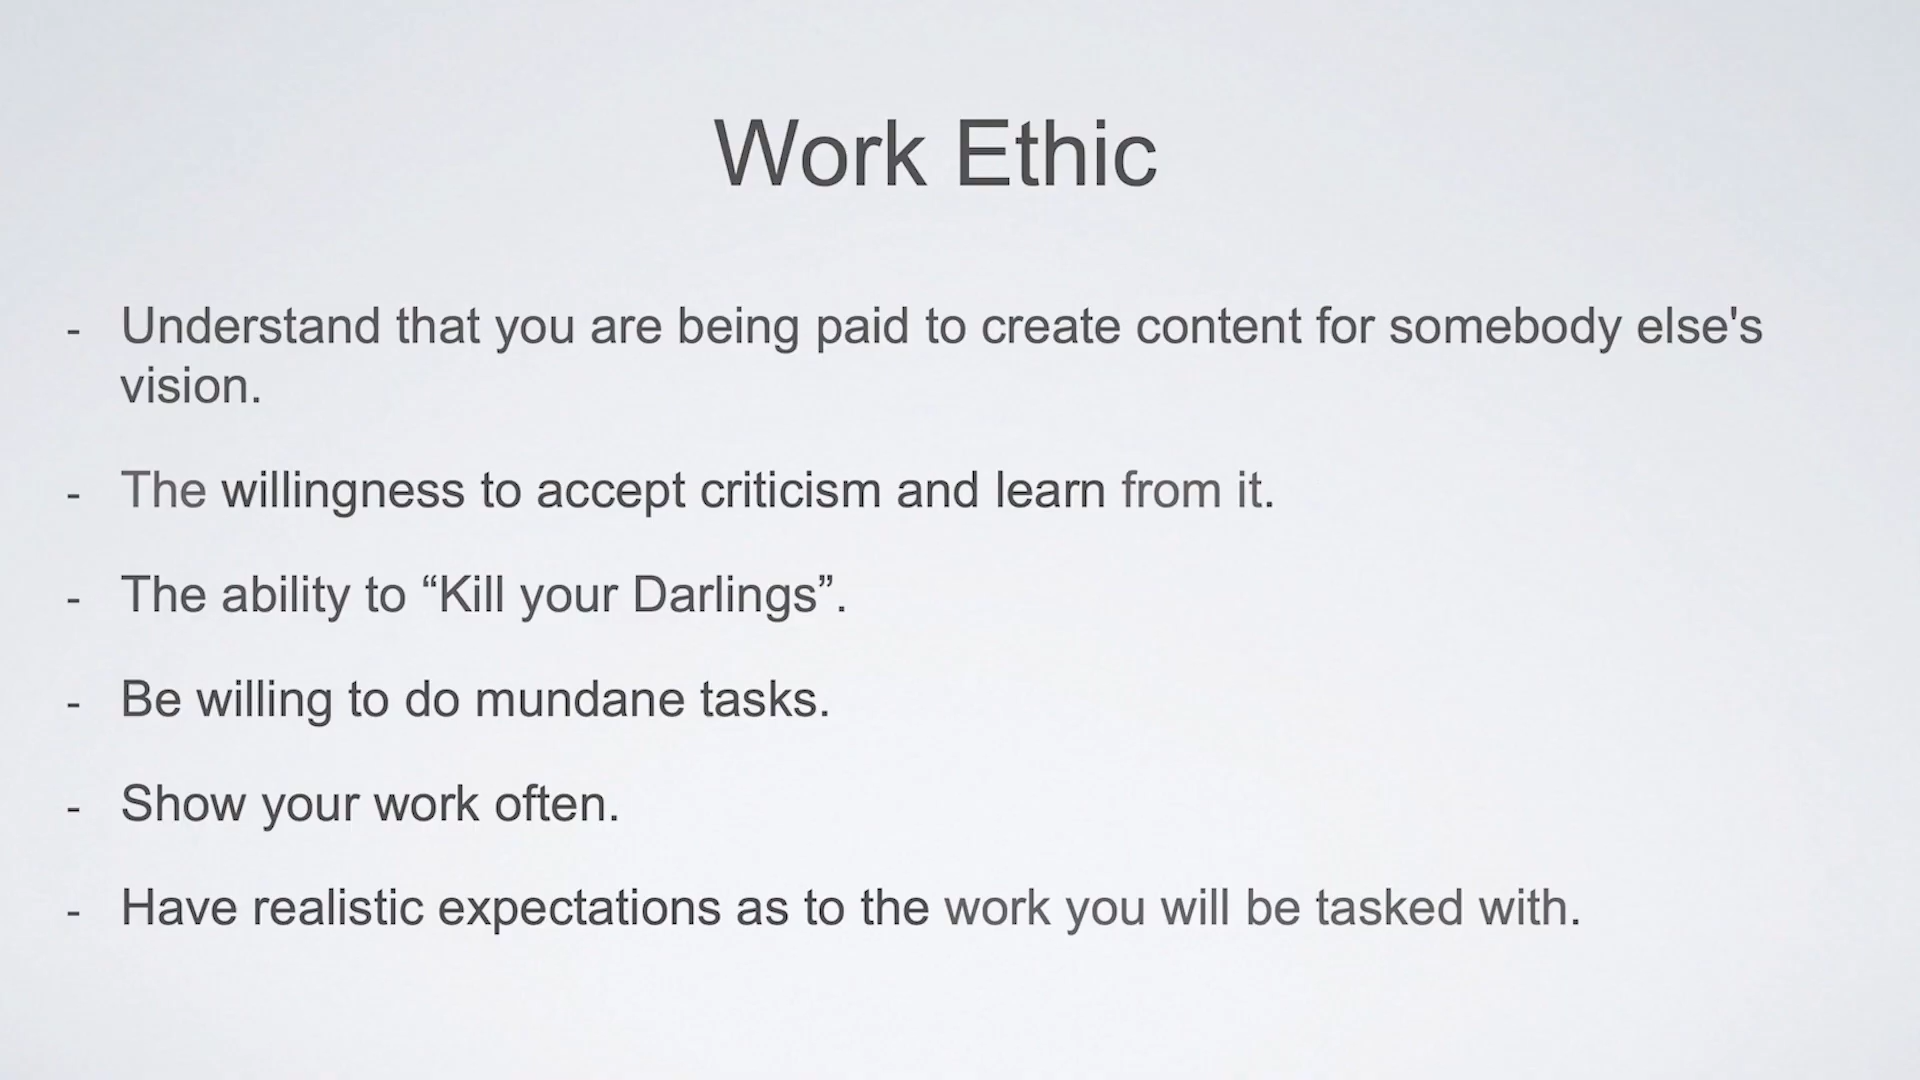 Work Ethic
- Understand that you are being paid to create content for somebody else's
vision.
- The willingness to accept criticism and learn from it.
- The ability to “Kill your Darlings”.
- Be willing to do mundane tasks.
- Show your work often.
- Have realistic expectations as to the work you will be tasked with.